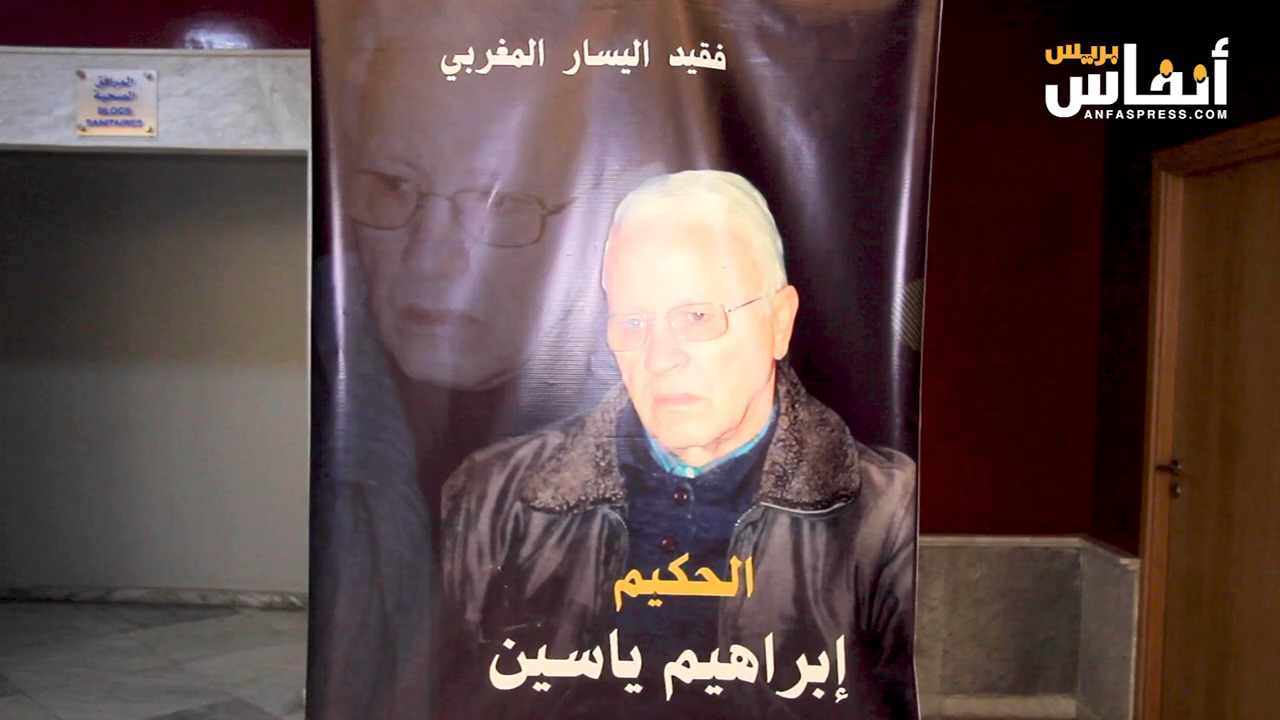 فقيد اليسار المغربي
المرافق
الصحية
BLOCS
SANITAIRES
أنفاس بريس
ANFASPRESS.COM
الحكيم
إبراهيم ياسين